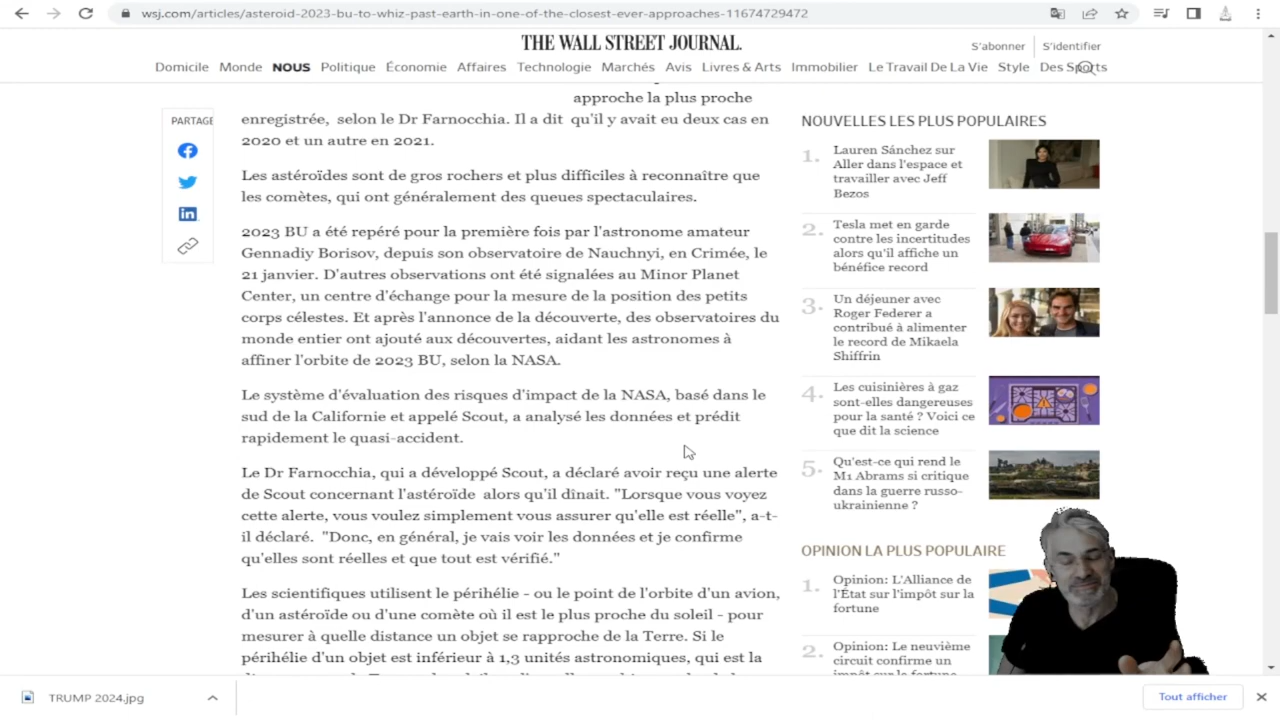 wsj.com/articles/asteroid-2023-bu-to-whiz-past-earth-in-one-of-the-closest-ever-approaches-11674729472
THE WALL STREET JOURNAL.
S'abonner
S'identifier
Domicile Monde NOUS Politique Économie Affaires Technologie Marchés Avis Livres & Arts Immobilier Le Travail De La Vie Style Des Sports
PARTAGE
approche la plus proche
enregistrée, selon le Dr Farnocchia. Il a dit qu'il y avait eu deux cas en
2020 et un autre en 2021.
Les astéroïdes sont de gros rochers et plus difficiles à reconnaître que
les comètes, qui ont généralement des queues spectaculaires.
2023 BU a été repéré pour la première fois par l'astronome amateur
Gennadiy Borisov, depuis son observatoire de Nauchnyi, en Crimée, le
21 janvier. D'autres observations ont été signalées au Minor Planet
Center, un centre d'échange pour la mesure de la position des petits
corps célestes. Et après l'annonce de la découverte, des observatoires du
monde entier ont ajouté aux découvertes, aidant les astronomes à
affiner l'orbite de 2023 BU, selon la NASA.
Le système d'évaluation des risques d'impact de la NASA, basé dans le
sud de la Californie et appelé Scout, a analysé les données et prédit
rapidement le quasi-accident.
Le Dr Farnocchia, qui a développé Scout, a déclaré avoir reçu une alerte
de Scout concernant l'astéroïde alors qu'il dînait. "Lorsque vous voyez
cette alerte, vous voulez simplement vous assurer qu'elle est réelle", a-t-
il déclaré. "Donc, en général, je vais voir les données et je confirme
qu'elles sont réelles et que tout est vérifié."
Les scientifiques utilisent le périhélie - ou le point de l'orbite d'un avion,
d'un astéroïde ou d'une comète où il est le plus proche du soleil - pour
mesurer à quelle distance un objet se rapproche de la Terre. Si le
périhélie d'un objet est inférieur à 1,3 unités astronomiques, qui est la
NOUVELLES LES PLUS POPULAIRES
1. Lauren Sánchez sur
Aller dans l'espace et
travailler avec Jeff
Bezos
2. Tesla met en garde
contre les incertitudes
alors qu'il affiche un
bénéfice record
3. Un déjeuner avec
Roger Federer a
contribué à alimenter
le record de Mikaela
Shiffrin
4. Les cuisinières à gaz
sont-elles dangereuses
pour la santé ? Voici ce
que dit la science
5. Qu'est-ce qui rend le
M1 Abrams si critique
dans la guerre russo-
ukrainienne ?
OPINION LA PLUS POPULAIRE
1. Opinion: L'Alliance de
l'État sur l'impôt sur la
fortune
2. Opinion: Le neuvième
circuit confirme un
impôt sur la fortune
TRUMP 2024.jpg
Tout afficher